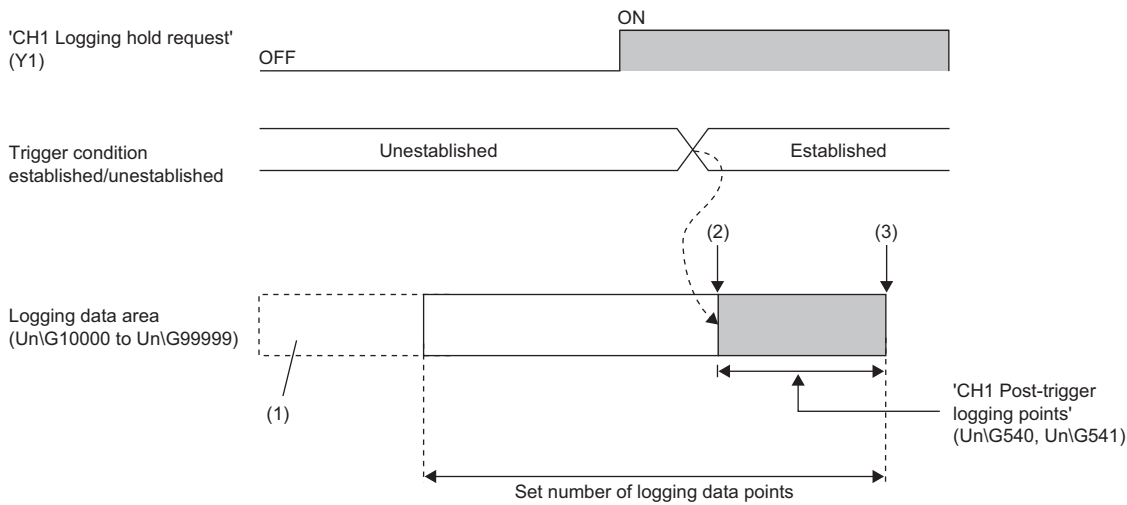 ON
'CH1 Logging hold request'
(Y1)
OFF
Trigger condition
established/unestablished
Unestablished
Established
(2)
(3)
Logging data area
(Un\G10000 to Un\G99999)
(1)
'CH1 Post-trigger
logging points'
(Un\G540, Un\G541)
Set number of logging data points